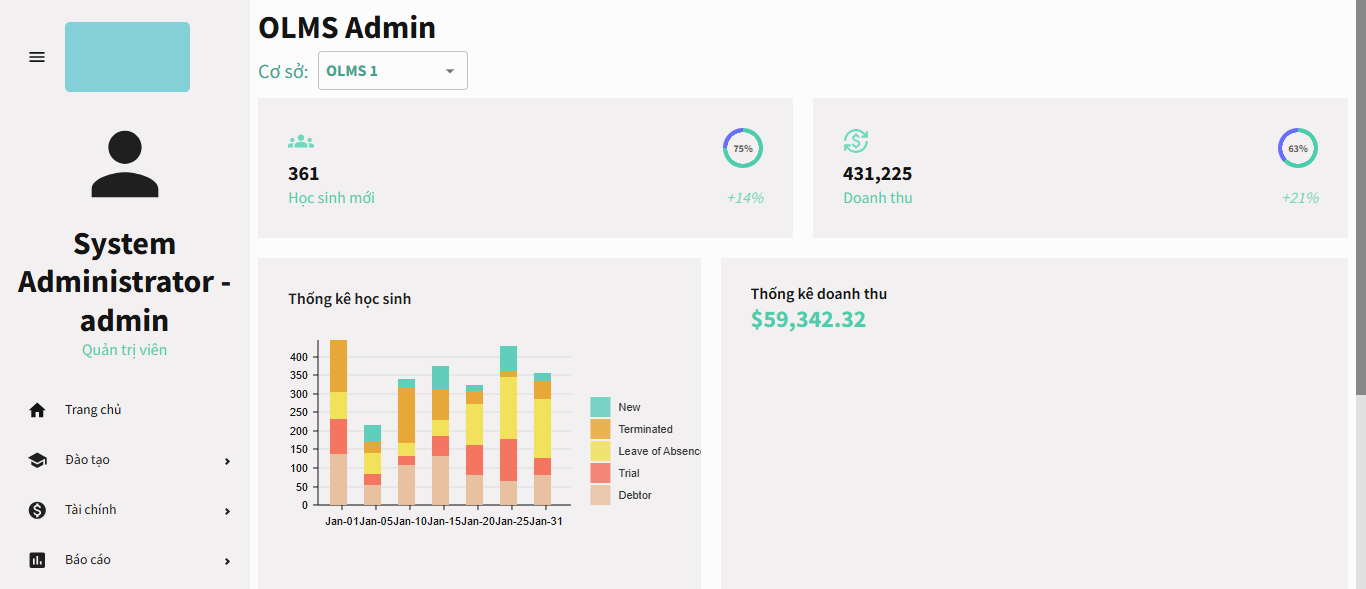 OLMS Admin
Cơ sở: OLMS 1
System
Administrator -
admin
Quản trị viên
Trang chủ
Đào tạo
Tài chính
Báo cáo
75%
361
Học sinh mới
+14%
63%
431,225
Doanh thu
+21%
Thống kê học sinh
400
350
300
250
200
150
100
50
0
Jan-01 Jan-05 Jan-10 Jan-15 Jan-20 Jan-25 Jan-31
New
Terminated
Leave of Absenc
Trial
Debtor
Thống kê doanh thu
$59,342.32